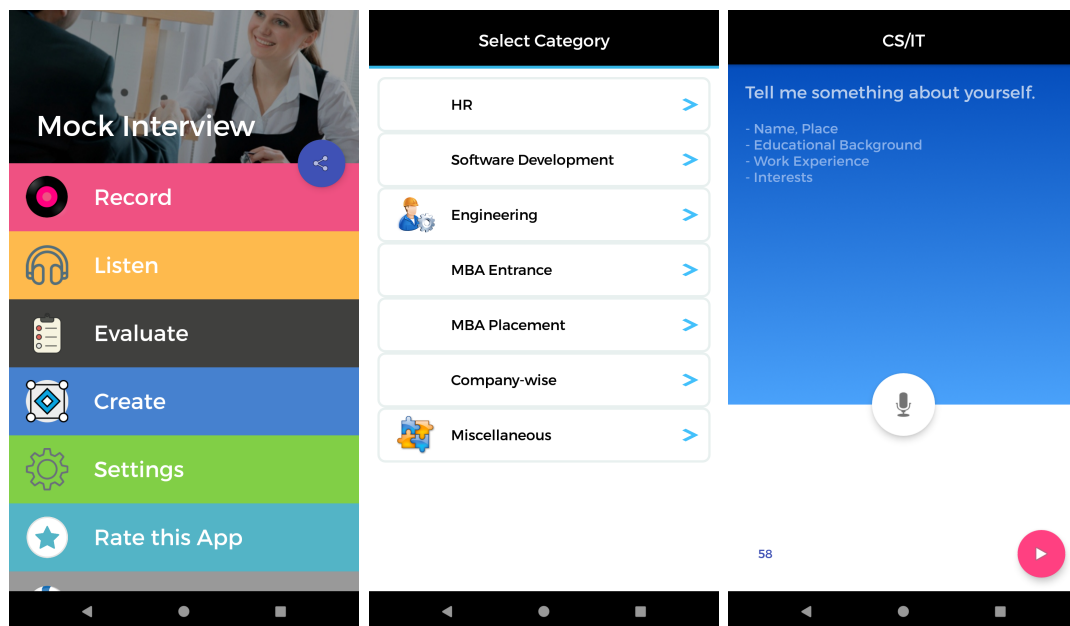 Mock Interview
Record
Listen
Evaluate
Create
Settings
Rate this App
Select Category
HR
Software Development
Engineering
MBA Entrance
MBA Placement
Company-wise
Miscellaneous
CS/IT
Tell me something about yourself.
- Name, Place
- Educational Background
- Work Experience
- Interests
58